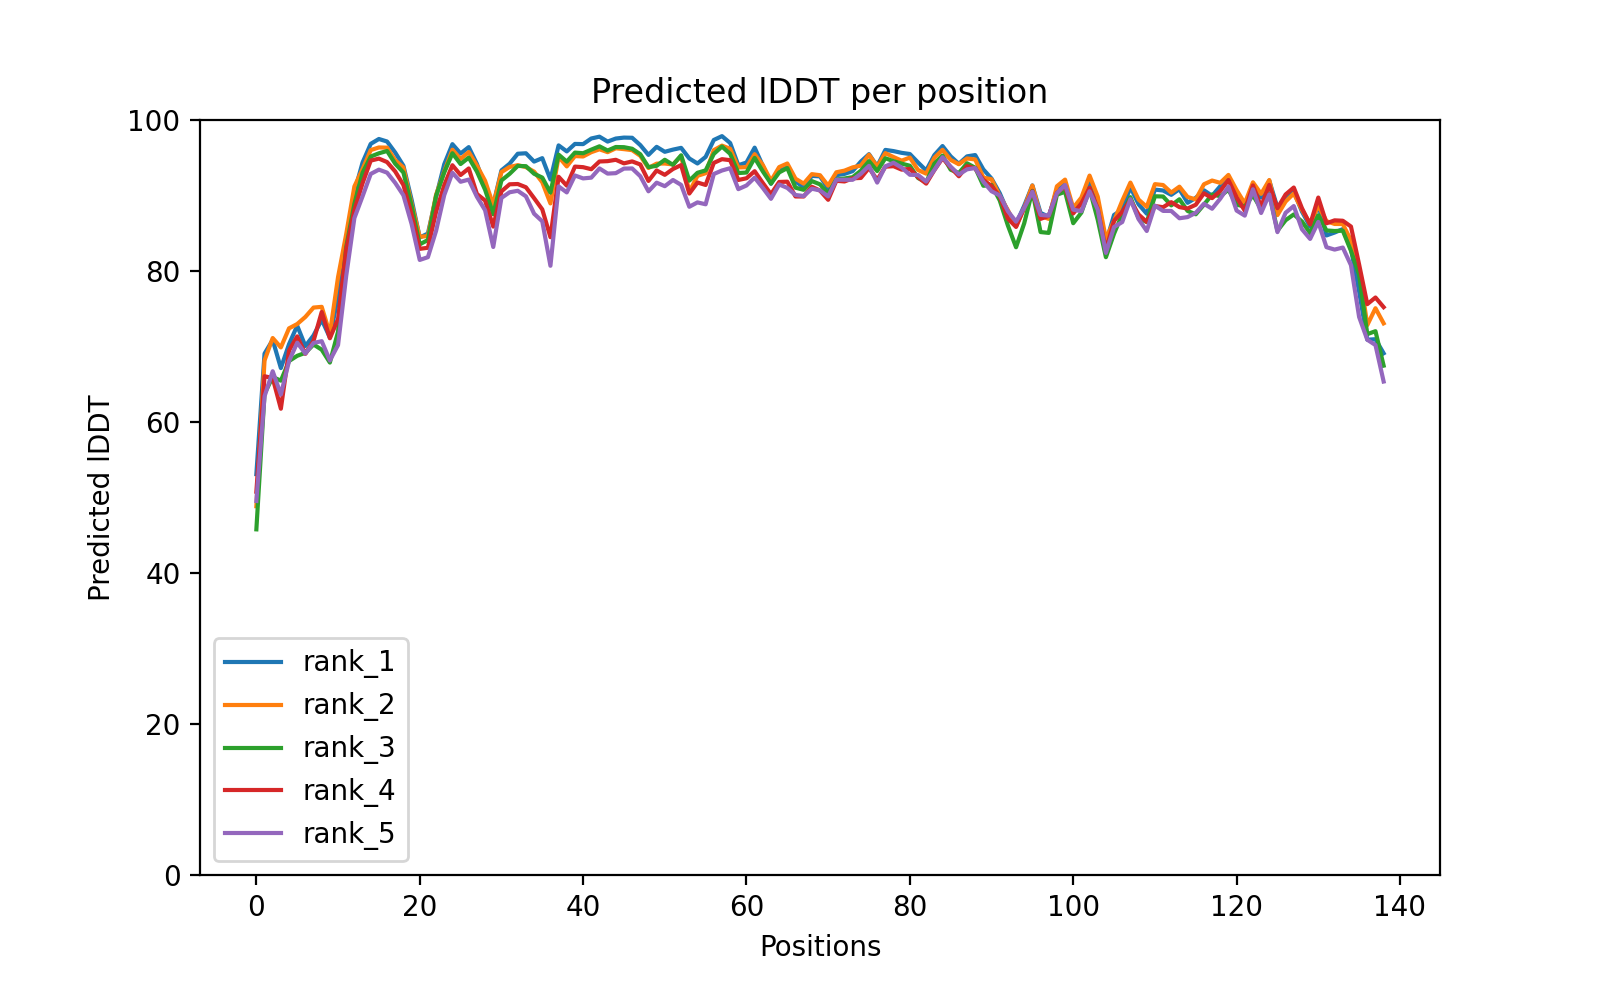 Predicted lDDT per position
100
80
60
40
20
0
Predicted lDDT
rank_1
rank_2
rank_3
rank_4
rank_5
0 20 40 60 80 100 120 140
Positions